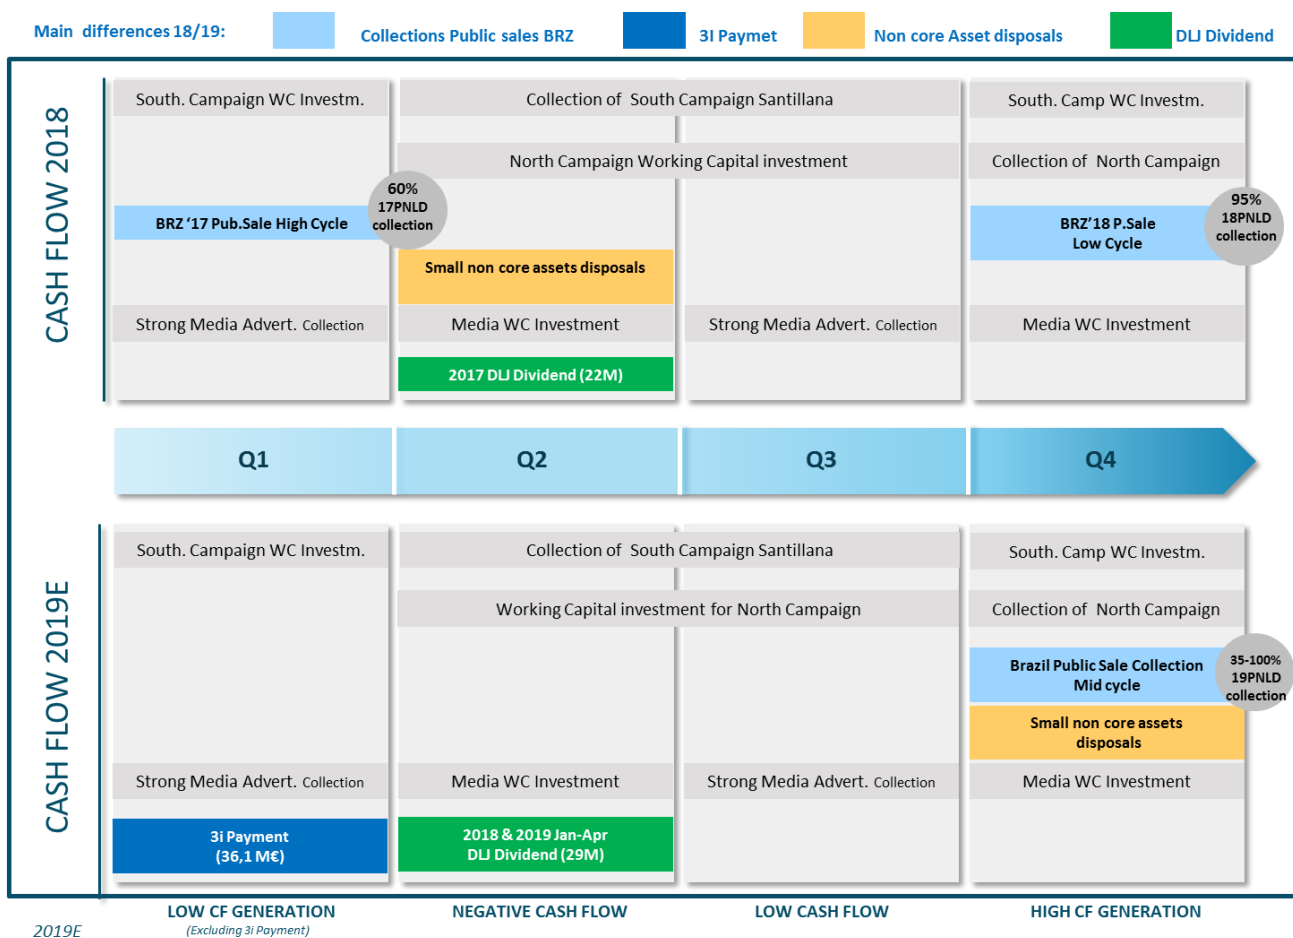 Main differences 18/19:
Collections Public sales BRZ
3I Paymet
Non core Asset disposals
DLJ Dividend
CASH FLOW 2018
South. Campaign WC Investm.
Collection of South Campaign Santillana
South. Camp WC Investm.
North Campaign Working Capital investment
Collection of North Campaign
60%
17PNLD
collection
BRZ ‘17 Pub.Sale High Cycle
95%
18PNLD
collection
BRZ’18 P.Sale
Low Cycle
Small non core assets disposals
Strong Media Advert. Collection
Media WC Investment
Strong Media Advert. Collection
Media WC Investment
2017 DLJ Dividend (22M)
Q1
Q2
Q3
Q4
CASH FLOW 2019E
South. Campaign WC Investm.
Collection of South Campaign Santillana
South. Camp WC Investm.
Working Capital investment for North Campaign
Collection of North Campaign
Brazil Public Sale Collection
Mid cycle
35-100%
19PNLD
collection
Small non core assets
disposals
Strong Media Advert. Collection
Media WC Investment
Strong Media Advert. Collection
Media WC Investment
3i Payment
(36,1 M€)
2018 & 2019 Jan-Apr
DLJ Dividend (29M)
LOW CF GENERATION
(Excluding 3i Payment)
NEGATIVE CASH FLOW
LOW CASH FLOW
HIGH CF GENERATION
2019E